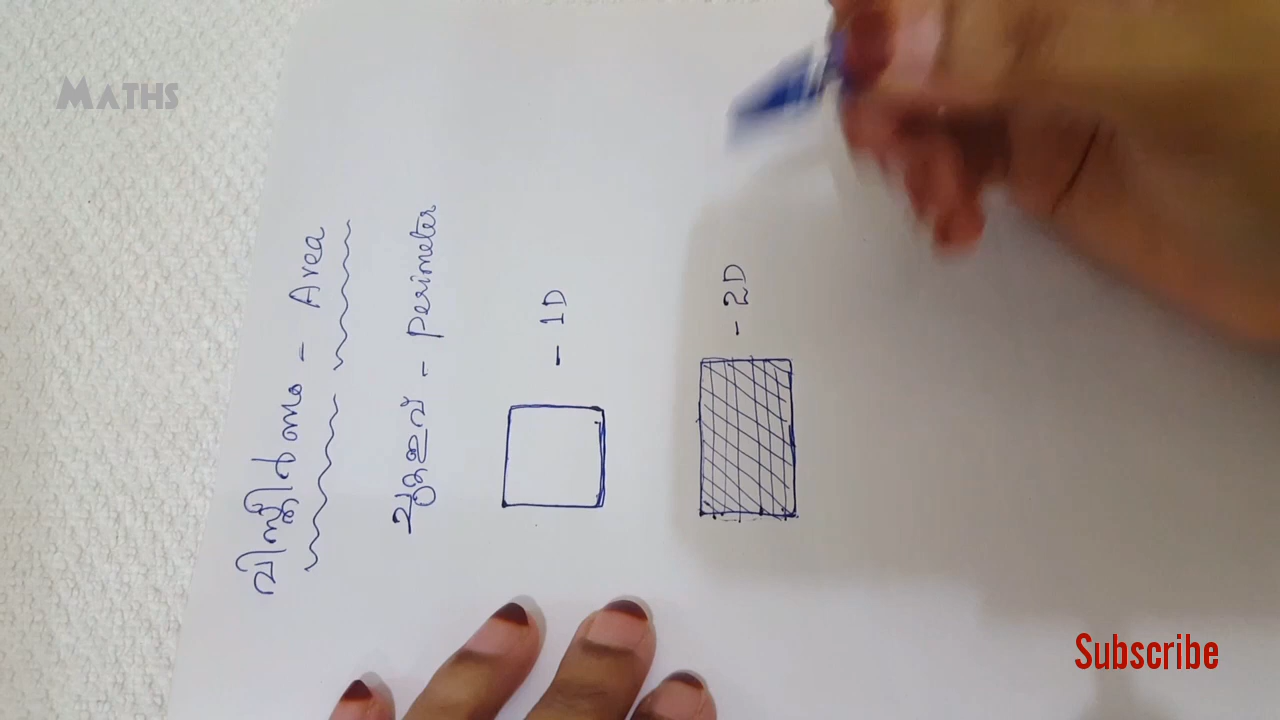 MATHS
വിസ്തീർണം - Area
ചുറ്റളവ് - Perimeter
- 1D
- 2D
Subscribe